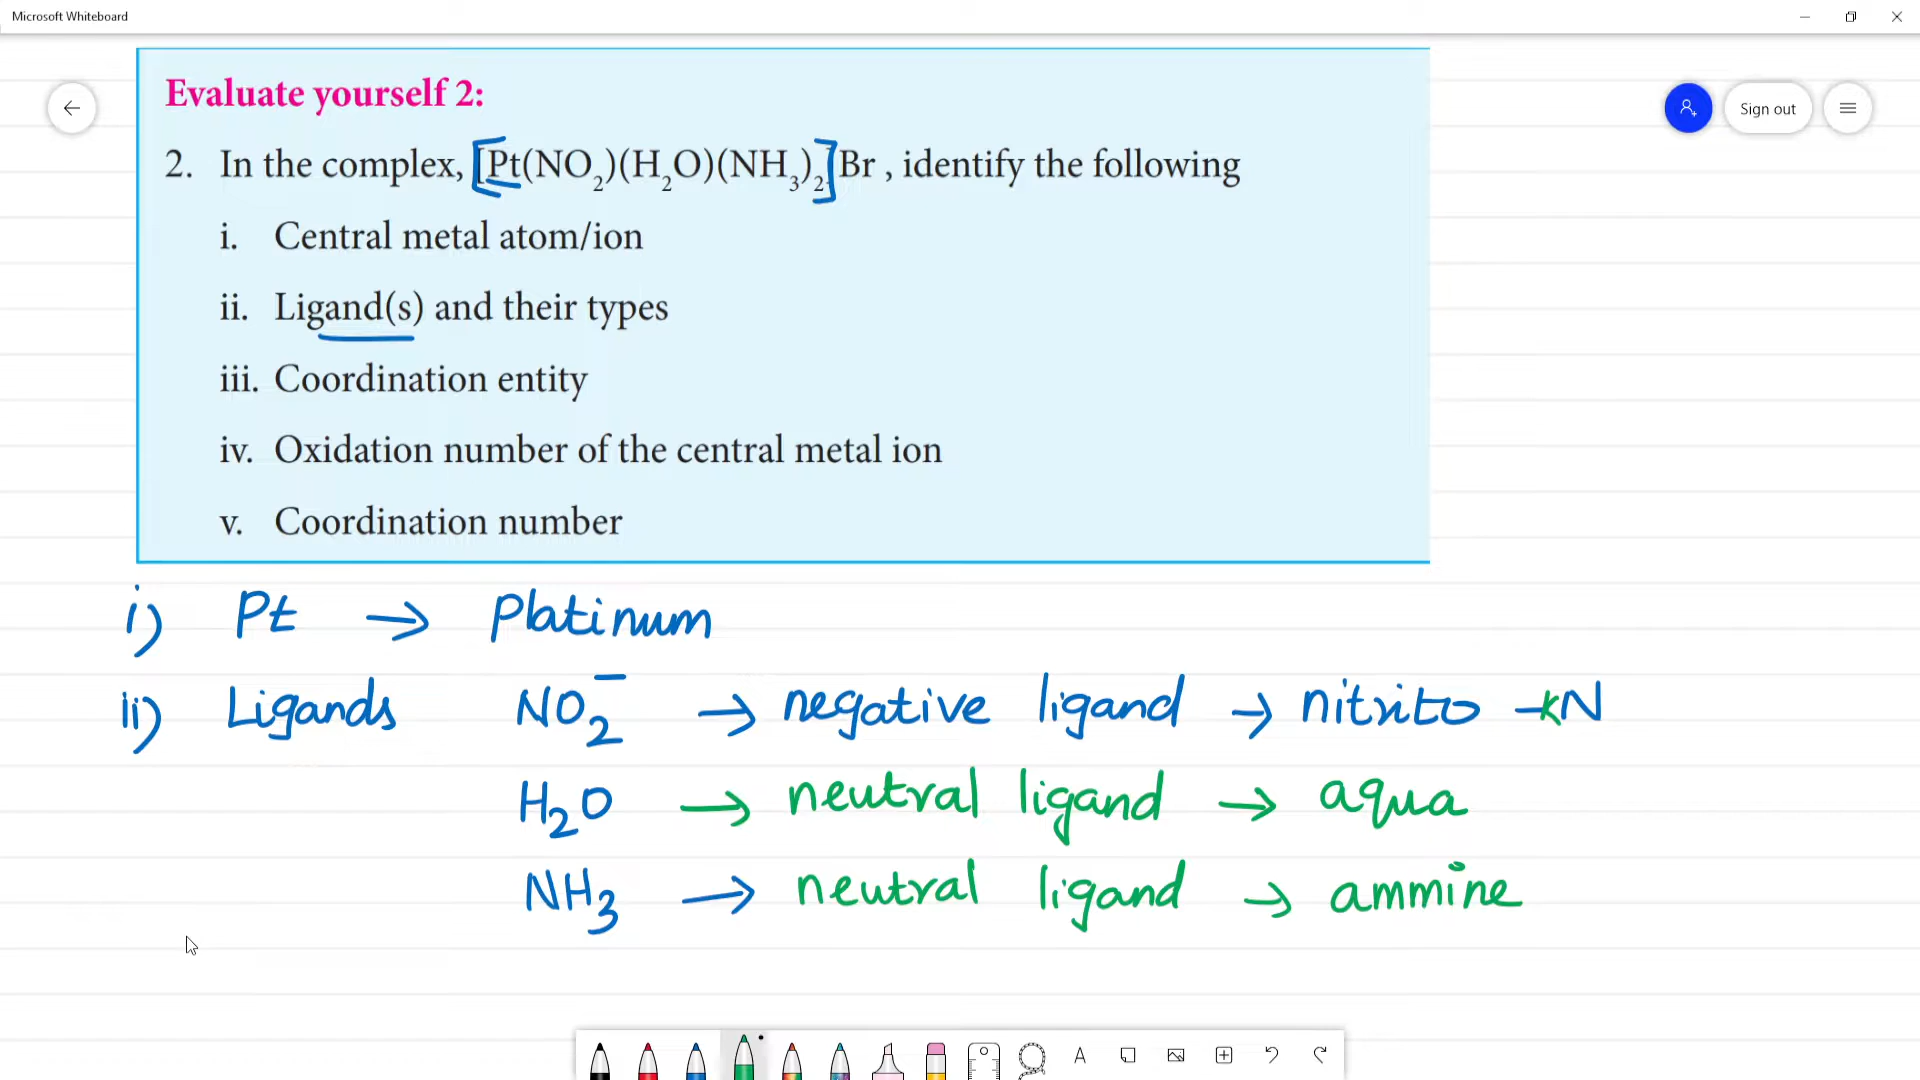 Microsoft Whiteboard
Evaluate yourself 2:
Sign out
2. In the complex, [Pt(NO₂)(H₂O)(NH₃)₂]Br , identify the following
i. Central metal atom/ion
ii. Ligand(s) and their types
iii. Coordination entity
iv. Oxidation number of the central metal ion
v. Coordination number
i) Pt → Platinum
ii) Ligands NO₂⁻ → negative ligand → nitrito -κN
H₂O → neutral ligand → aqua
NH₃ → neutral ligand → ammine